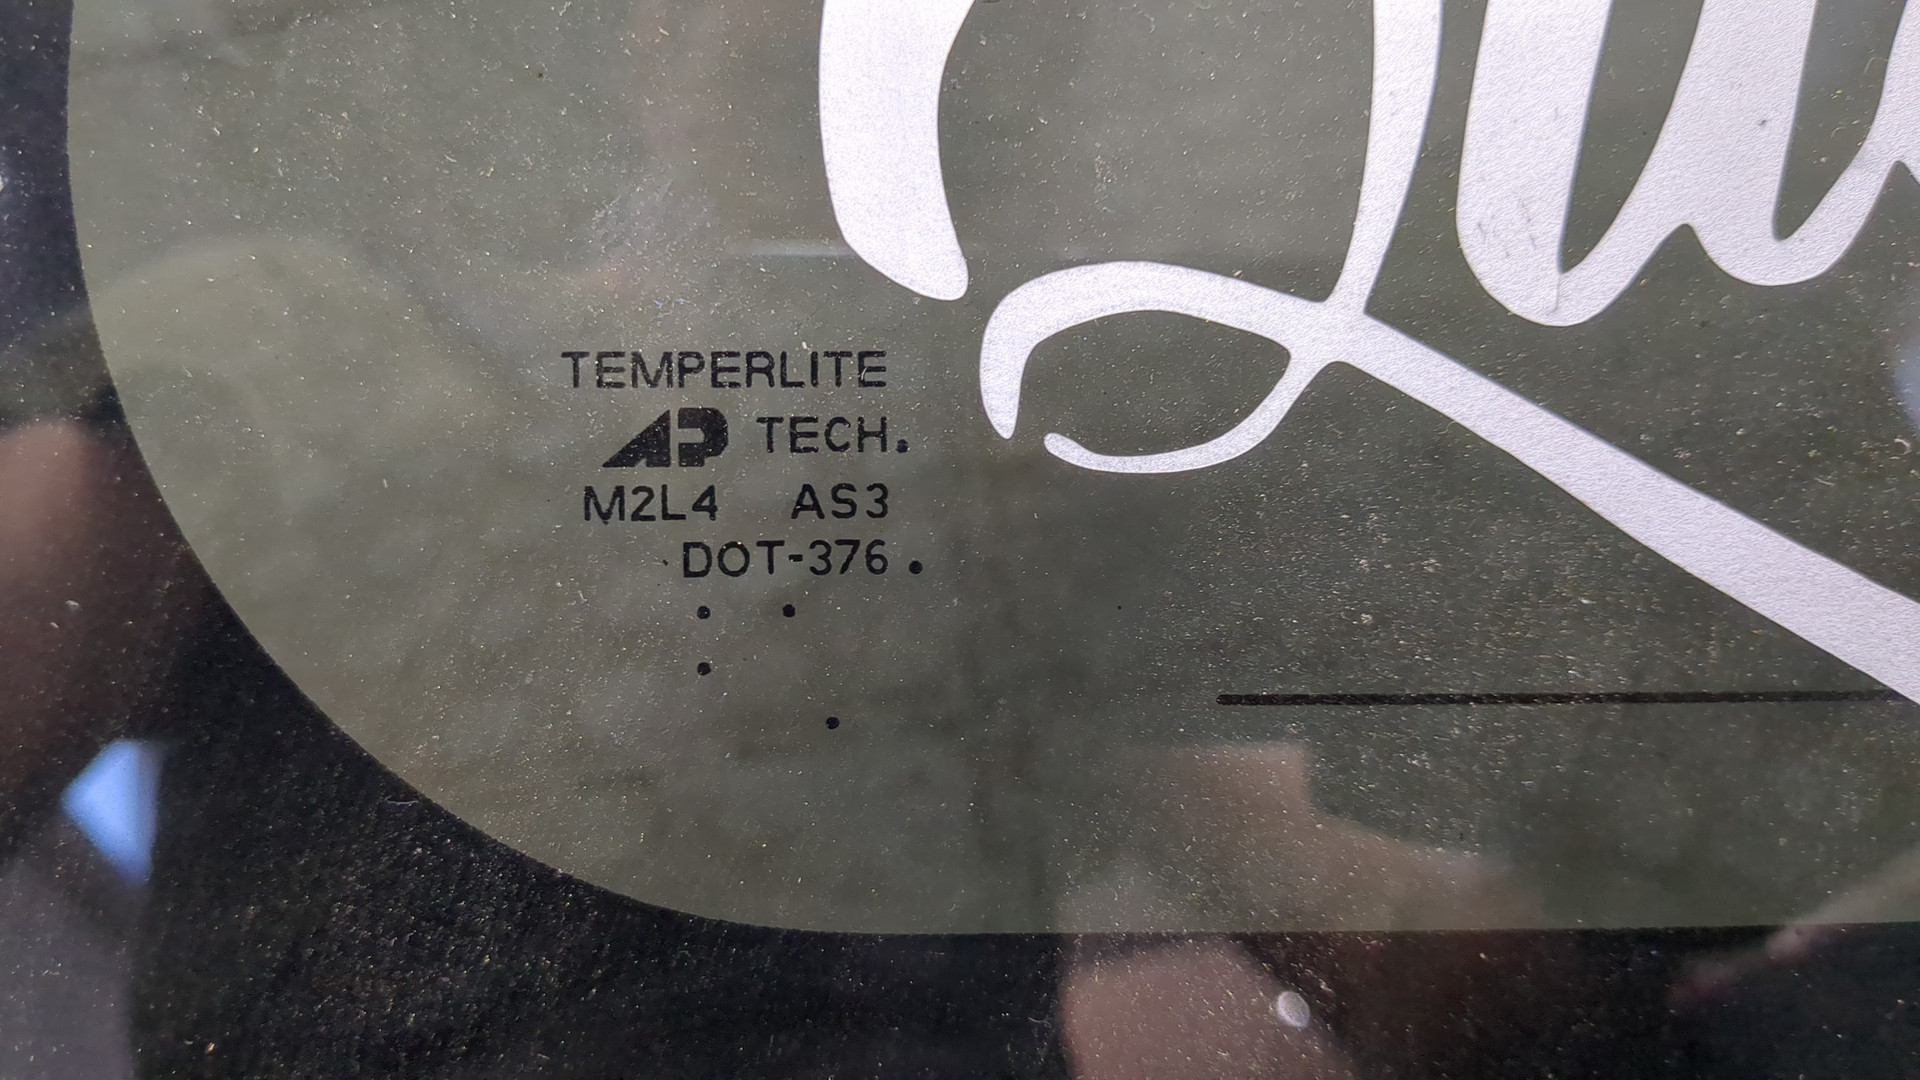 TEMPERLITE
AP TECH.
M2L4 AS3
DOT-376.